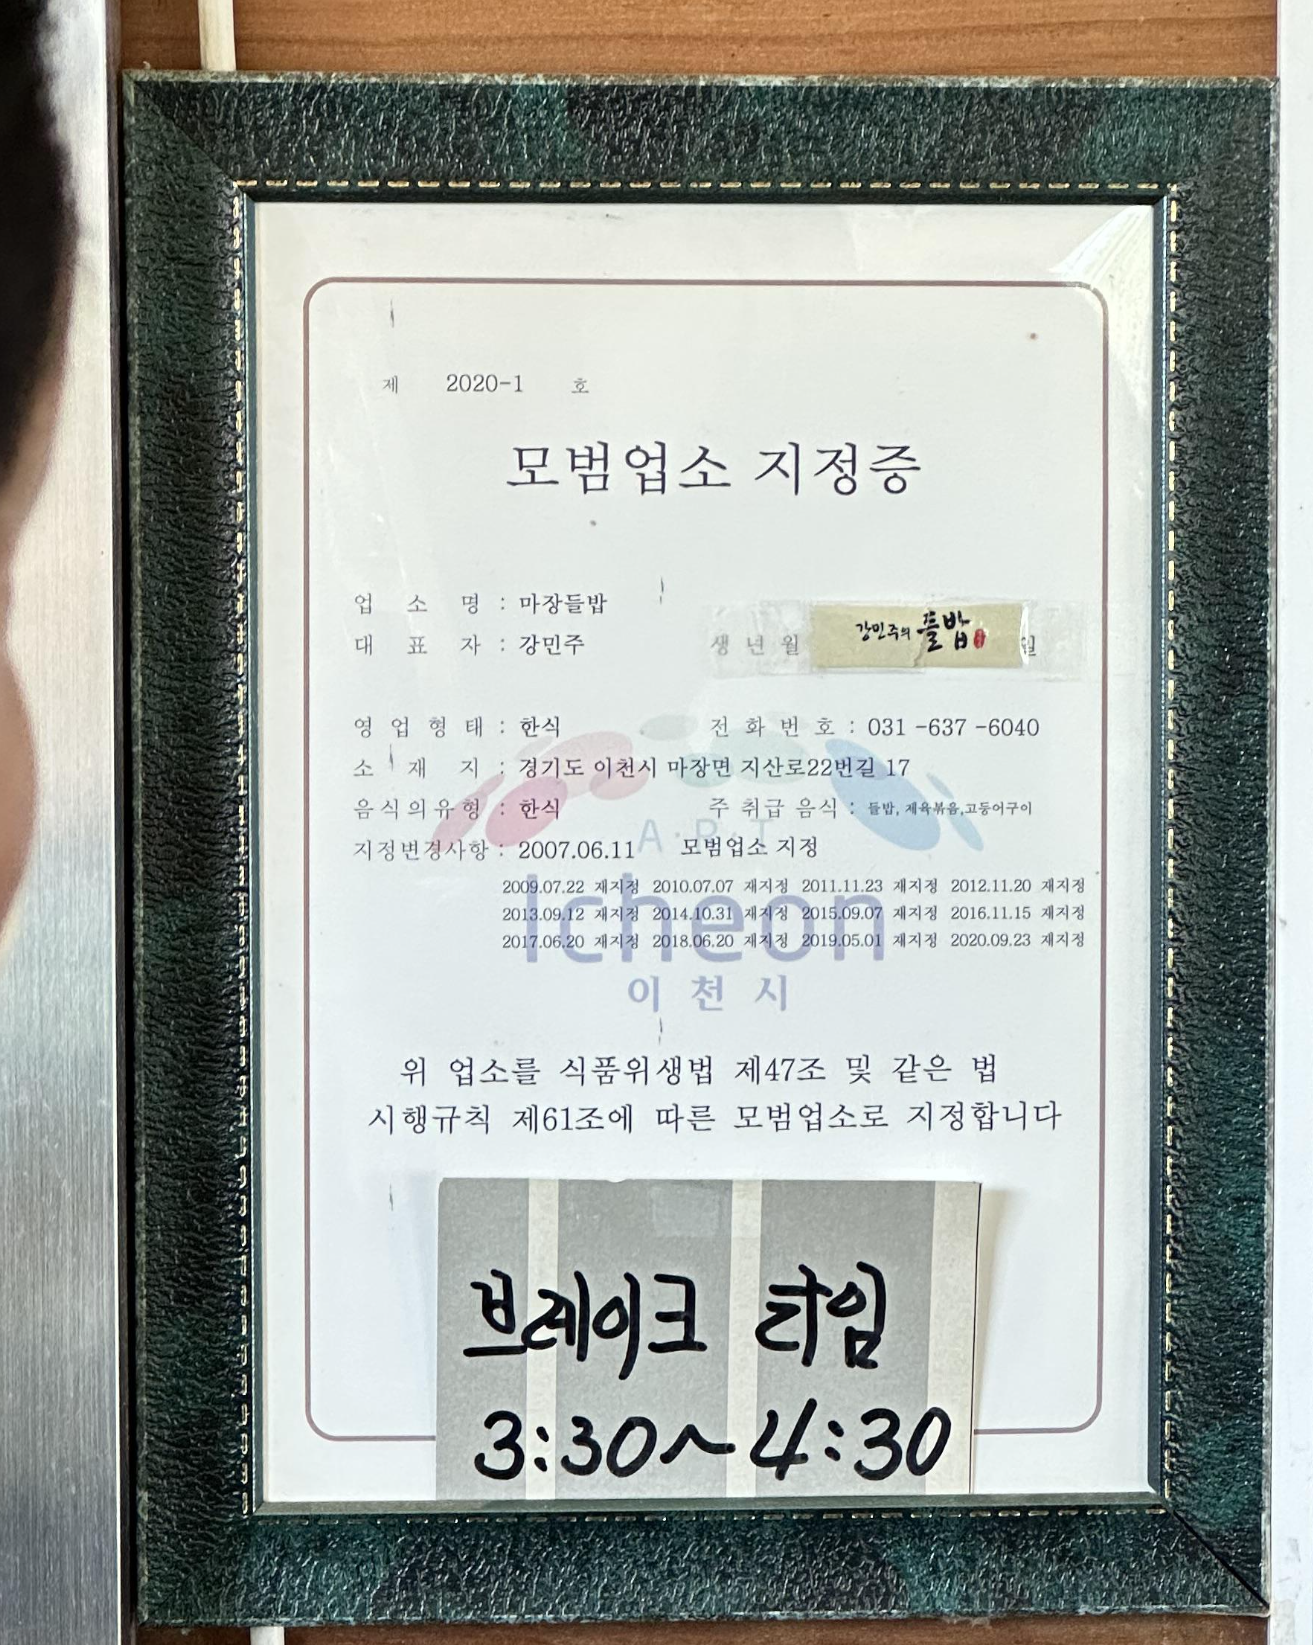 제 2020-1 호
모범업소 지정증
업 소 명 : 마장들밥
대 표 자 : 강민주 생 년 월 일
강민주의 들밥
영 업 형 태 : 한식 전 화 번 호 : 031 -637 -6040
소 재 지 : 경기도 이천시 마장면 지산로22번길 17
음식의유형 : 한식 주 취급 음식 : 들밥, 제육볶음,고등어구이
지정변경사항 : 2007.06.11 모범업소 지정
A·R·T
2009.07.22 재지정 2010.07.07 재지정 2011.11.23 재지정 2012.11.20 재지정
2013.09.12 재지정 2014.10.31 재지정 2015.09.07 재지정 2016.11.15 재지정
2017.06.20 재지정 2018.06.20 재지정 2019.05.01 재지정 2020.09.23 재지정
Icheon
이천시
위 업소를 식품위생법 제47조 및 같은 법
시행규칙 제61조에 따른 모범업소로 지정합니다
브레이크 타임
3:30~4:30